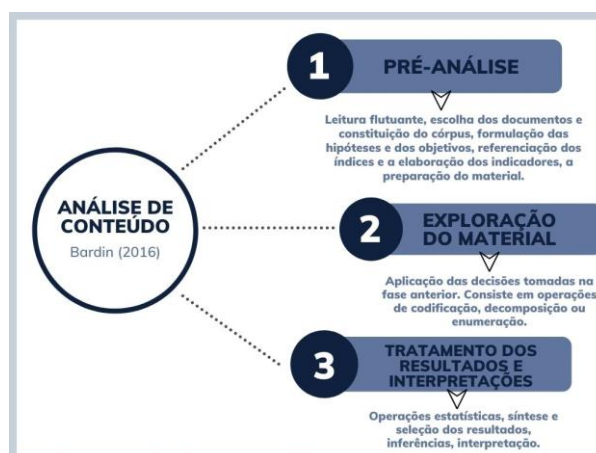 ANÁLISE DE
CONTEÚDO
Bardin (2016)
1
PRÉ-ANÁLISE
Leitura flutuante, escolha dos documentos e
constituição do córpus, formulação das
hipóteses e dos objetivos, referenciação dos
índices e a elaboração dos indicadores, a
preparação do material.
2
EXPLORAÇÃO
DO MATERIAL
Aplicação das decisões tomadas na
fase anterior. Consiste em operações
de codificação, decomposição ou
enumeração.
3
TRATAMENTO DOS
RESULTADOS E
INTERPRETAÇÕES
Operações estatísticas, síntese e
seleção dos resultados,
inferências, interpretação.